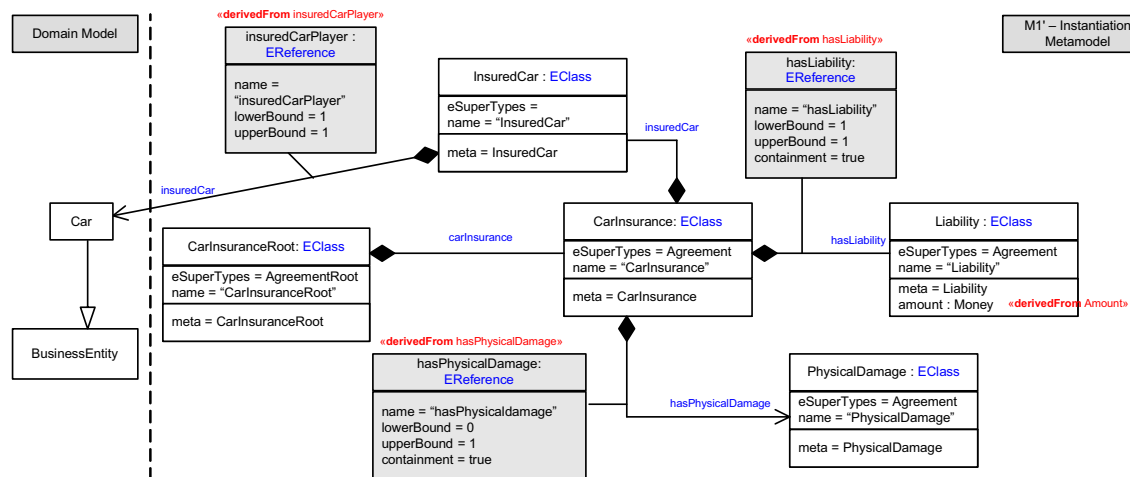 «derivedFrom insuredCarPlayer»
Domain Model
insuredCarPlayer :
EReference
name =
“insuredCarPlayer”
lowerBound = 1
upperBound = 1
InsuredCar : EClass
eSuperTypes =
name = “InsuredCar”
meta = InsuredCar
insuredCar
«derivedFrom hasLiability»
hasLiability:
EReference
name = “hasLiability”
lowerBound = 1
upperBound = 1
containment = true
M1' – Instantiation
Metamodel
insuredCar
Car
BusinessEntity
CarInsuranceRoot: EClass
eSuperTypes = AgreementRoot
name = “CarInsuranceRoot”
meta = CarInsuranceRoot
carInsurance
CarInsurance: EClass
eSuperTypes = Agreement
name = “CarInsurance”
meta = CarInsurance
hasLiability
Liability : EClass
eSuperTypes = Agreement
name = “Liability”
meta = Liability
amount : Money
«derivedFrom Amount»
«derivedFrom hasPhysicalDamage»
hasPhysicalDamage:
EReference
name = “hasPhysicaldamage”
lowerBound = 0
upperBound = 1
containment = true
hasPhysicalDamage
PhysicalDamage : EClass
eSuperTypes = Agreement
name = “PhysicalDamage”
meta = PhysicalDamage